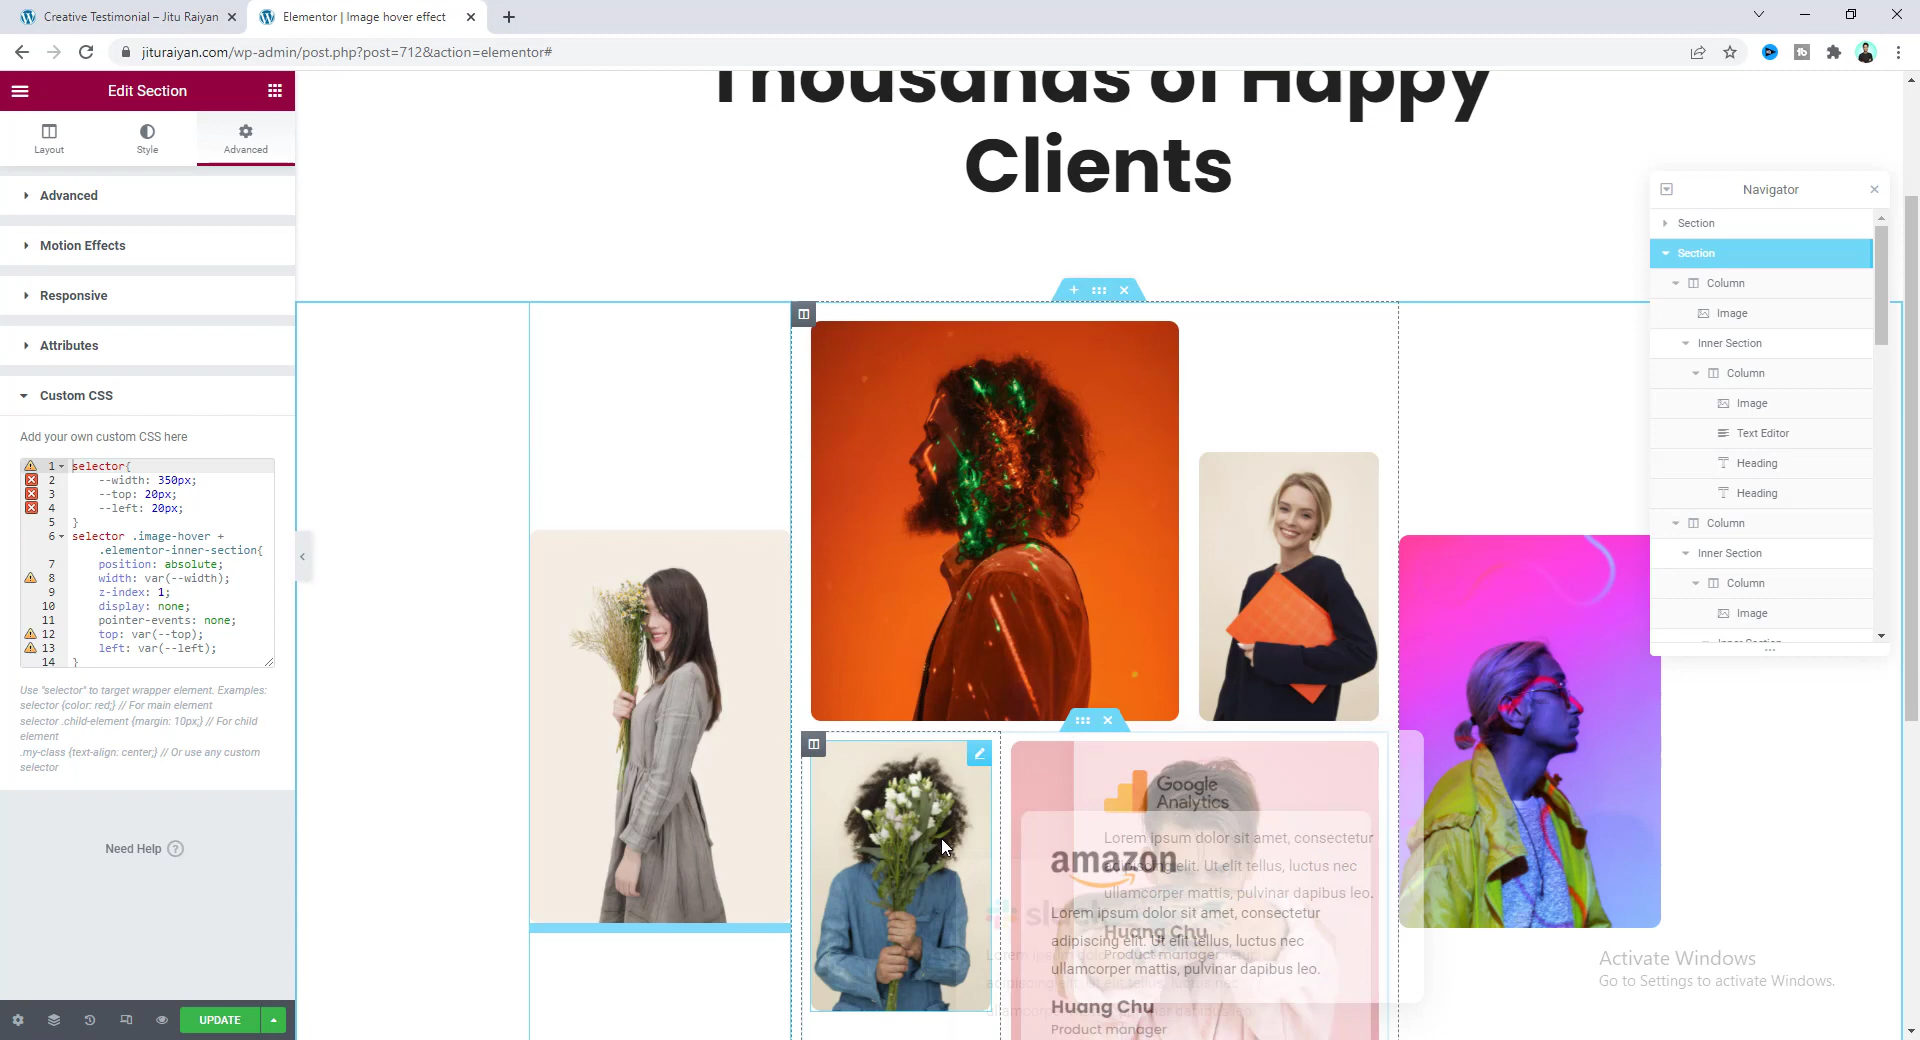 Creative Testimonial – Jitu Raiyan
Elementor | Image hover effect
jituraiyan.com/wp-admin/post.php?post=712&action=elementor#
Edit Section
Layout
Style
Advanced
Advanced
Motion Effects
Responsive
Attributes
Custom CSS
Add your own custom CSS here
1 selector{
2 --width: 350px;
3 --top: 20px;
4 --left: 20px;
5 }
6 selector .image-hover +
.elementor-inner-section{
7 position: absolute;
8 width: var(--width);
9 z-index: 1;
10 display: none;
11 pointer-events: none;
12 top: var(--top);
13 left: var(--left);
14 }
Use "selector" to target wrapper element. Examples:
selector {color: red;} // For main element
selector .child-element {margin: 10px;} // For child
element
.my-class {text-align: center;} // Or use any custom
selector
Need Help ?
UPDATE
Thousands of Happy
Clients
Google
Analytics
Lorem ipsum dolor sit amet, consectetur
adipiscing elit. Ut elit tellus, luctus nec
ullamcorper mattis, pulvinar dapibus leo.
Huang Chu
Product manager
amazon
Lorem ipsum dolor sit amet, consectetur
adipiscing elit. Ut elit tellus, luctus nec
ullamcorper mattis, pulvinar dapibus leo.
Huang Chu
Product manager
Navigator
Section
Section
Column
Image
Inner Section
Column
Image
Text Editor
Heading
Heading
Column
Inner Section
Column
Image
Inner Section
Activate Windows
Go to Settings to activate Windows.